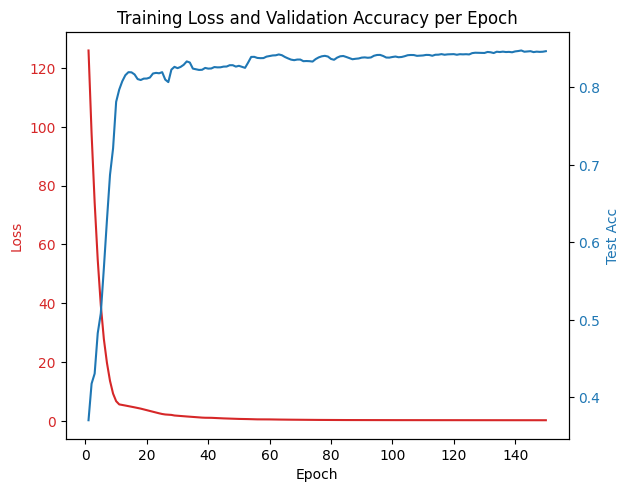 Training Loss and Validation Accuracy per Epoch
120
100
80
60
40
20
0
Loss
0.8
0.7
0.6
0.5
0.4
Test Acc
0 20 40 60 80 100 120 140
Epoch